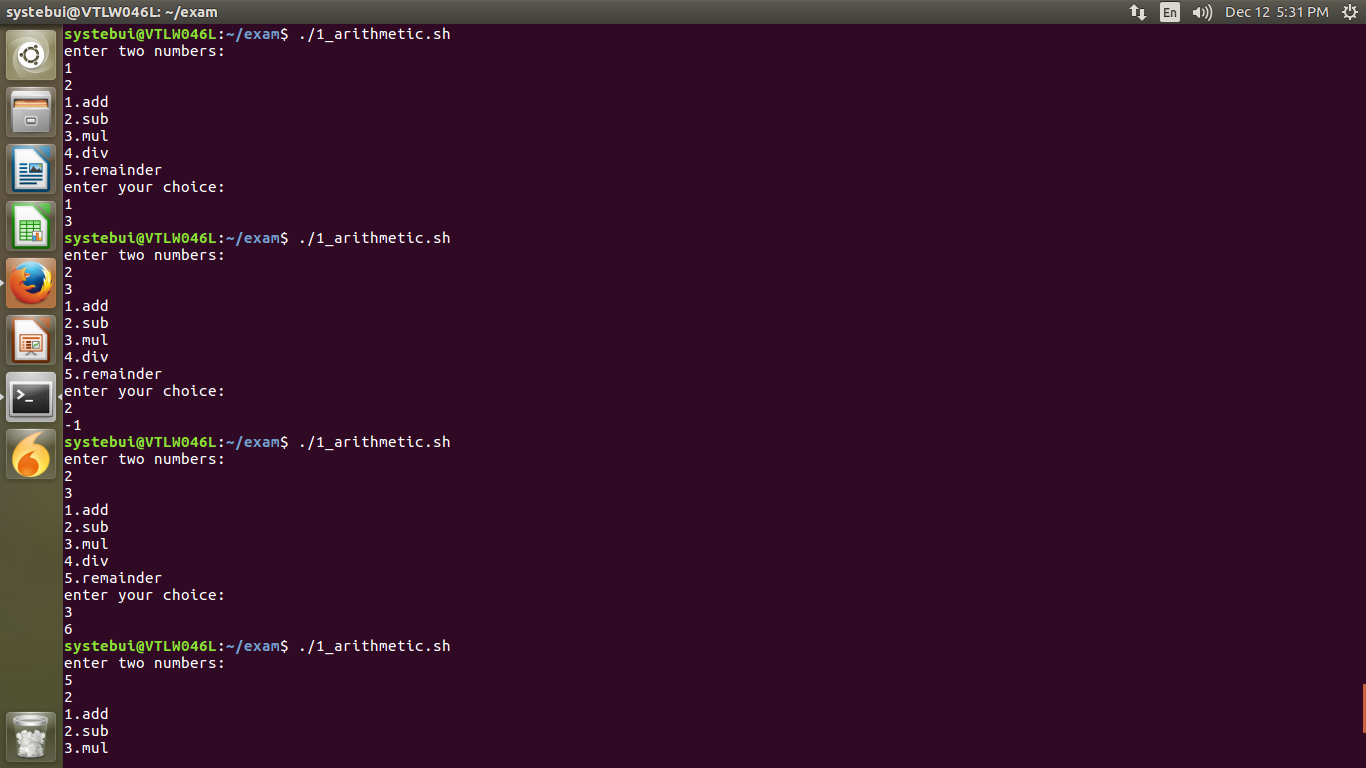 systebui@VTLW046L: ~/exam
En
Dec 12 5:31 PM
systebui@VTLW046L:~/exam$ ./1_arithmetic.sh
enter two numbers:
1
2
1.add
2.sub
3.mul
4.div
5.remainder
enter your choice:
1
3
systebui@VTLW046L:~/exam$ ./1_arithmetic.sh
enter two numbers:
2
3
1.add
2.sub
3.mul
4.div
5.remainder
enter your choice:
2
-1
systebui@VTLW046L:~/exam$ ./1_arithmetic.sh
enter two numbers:
2
3
1.add
2.sub
3.mul
4.div
5.remainder
enter your choice:
3
6
systebui@VTLW046L:~/exam$ ./1_arithmetic.sh
enter two numbers:
5
2
1.add
2.sub
3.mul